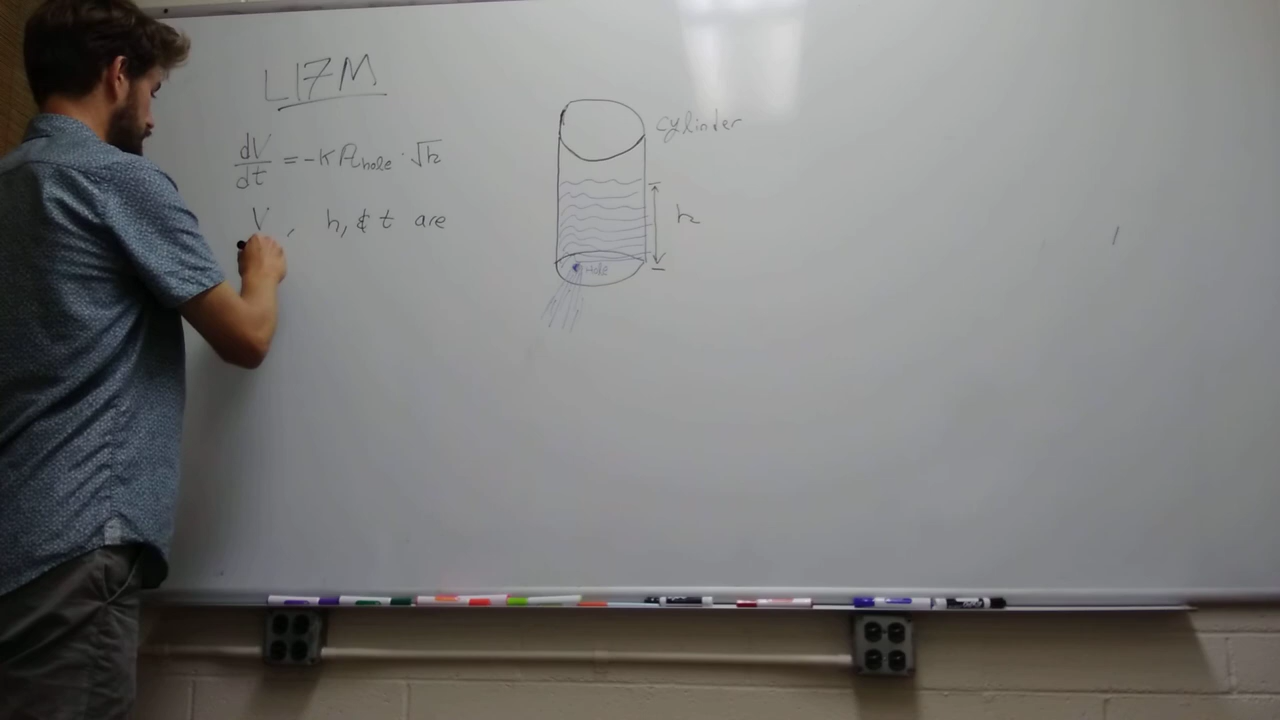 L17M
dV/dt = -K A_hole · √h
V, h, & t are
cylinder
h
Hole